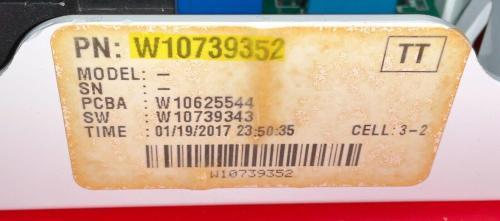 PN: W10739352 TT
MODEL: –
SN : –
PCBA : W10625544
SW : W10739343
TIME : 01/19/2017 23:50:35 CELL: 3-2
W10739352